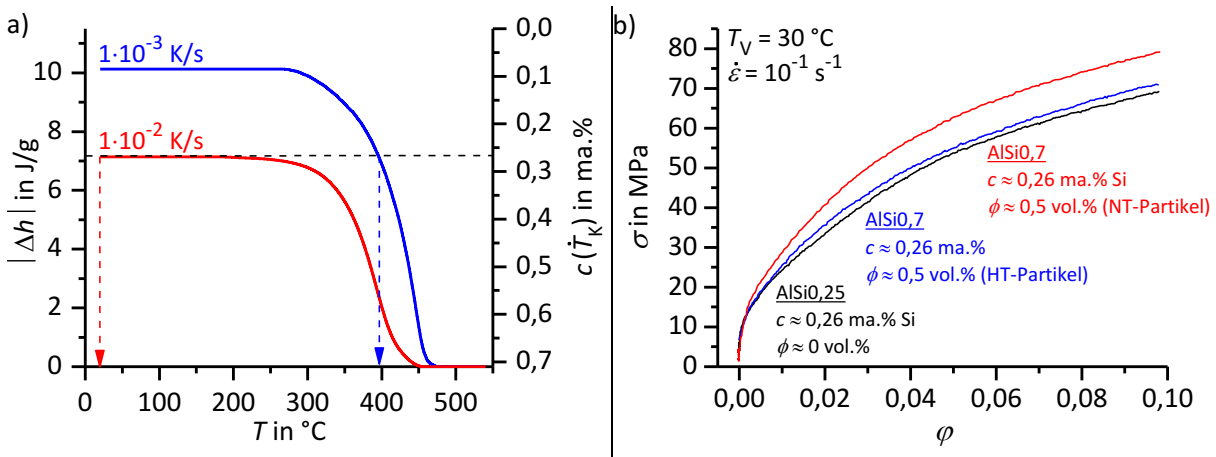 a)
1·10⁻³ K/s
1·10⁻² K/s
| Δh | in J/g
10
8
6
4
2
0
0 100 200 300 400 500
T in °C
0,0
0,1
0,2
0,3
0,4
0,5
0,6
0,7
c (Ṫ_K) in ma.%
b)
T_V = 30 °C
ε̇ = 10⁻¹ s⁻¹
σ in MPa
80
70
60
50
40
30
20
10
0
AlSi0,7
c ≈ 0,26 ma.% Si
ϕ ≈ 0,5 vol.% (NT-Partikel)
AlSi0,7
c ≈ 0,26 ma.%
ϕ ≈ 0,5 vol.% (HT-Partikel)
AlSi0,25
c ≈ 0,26 ma.% Si
ϕ ≈ 0 vol.%
0,00 0,02 0,04 0,06 0,08 0,10
φ